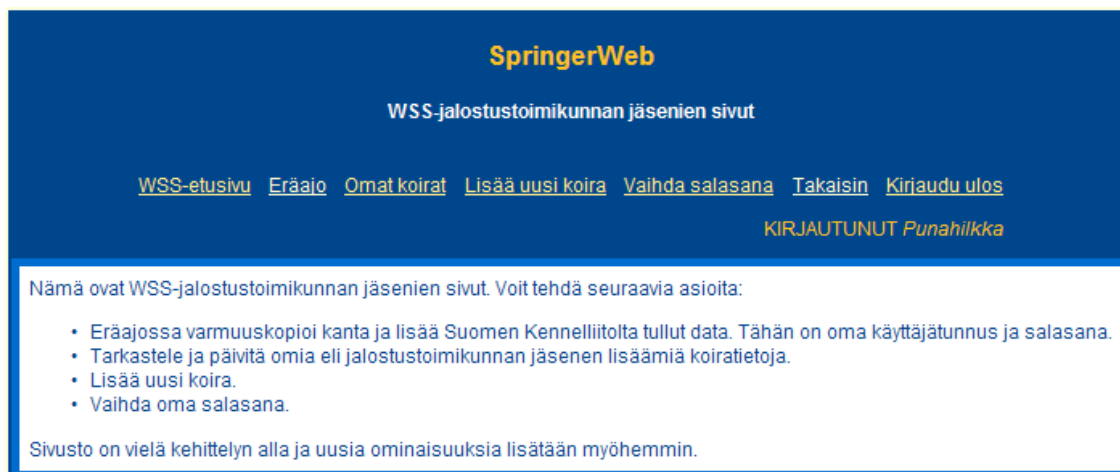 SpringerWeb
WSS-jalostustoimikunnan jäsenien sivut
WSS-etusivu Eräajo Omat koirat Lisää uusi koira Vaihda salasana Takaisin Kirjaudu ulos
KIRJAUTUNUT Punahilkka
Nämä ovat WSS-jalostustoimikunnan jäsenien sivut. Voit tehdä seuraavia asioita:
• Eräajossa varmuuskopioi kanta ja lisää Suomen Kennelliitolta tullut data. Tähän on oma käyttäjätunnus ja salasana.
• Tarkastele ja päivitä omia eli jalostustoimikunnan jäsenen lisäämiä koiratietoja.
• Lisää uusi koira.
• Vaihda oma salasana.
Sivusto on vielä kehittelyn alla ja uusia ominaisuuksia lisätään myöhemmin.